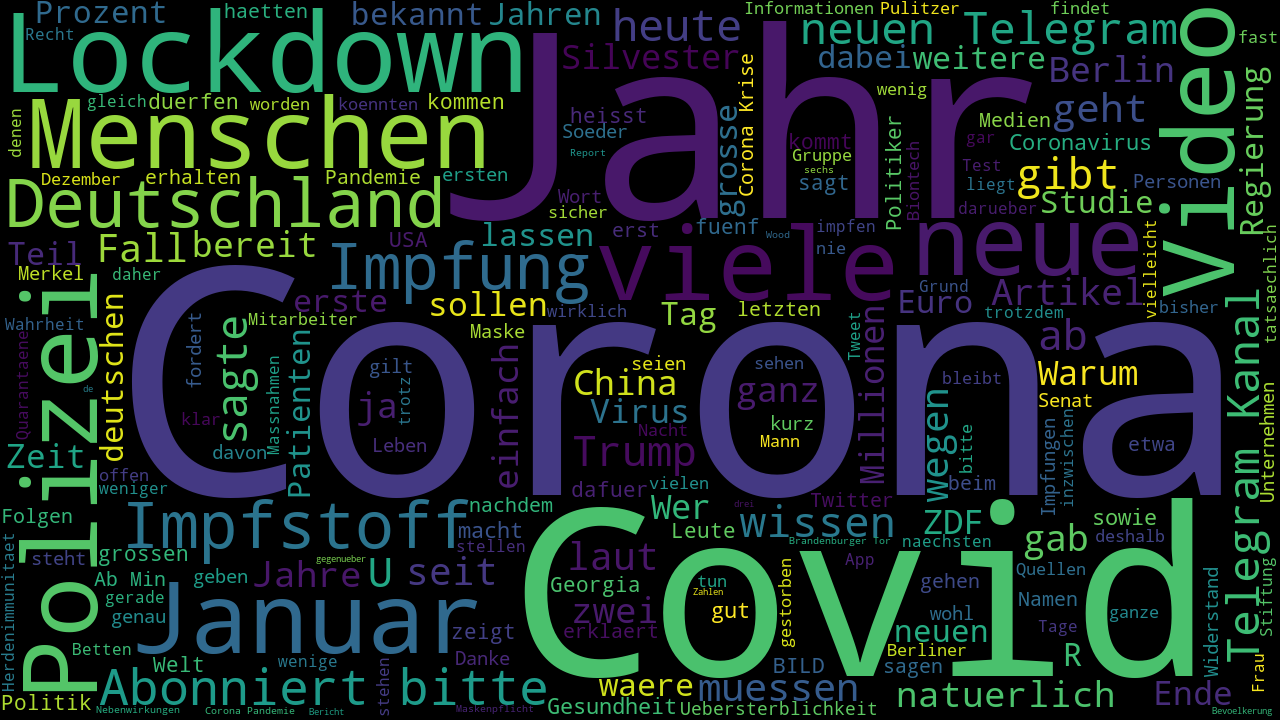 Prozent
haetten
bekannt
Jahren
heute
Informationen
Pulitzer
findet
Recht
Lockdown
Jahr
Silvester
neuen
Telegram
Video
fast
dabei
weitere
Berlin
Regierung
gleich
duerfen
worden
koennten
kommen
heisst
Soeder
Report
grosse
Corona Krise
wenig
geht
denen
Menschen
kommt
Gruppe
sechs
sagt
Politiker
Biontech
Medien
gar
Test
liegt
darueber
Coronavirus
gibt
Personen
Studie
Dezember
erhalten
Pandemie
ersten
Wort
sicher
Deutschland
Teil
Fall
bereit
USA
lassen
erst
fuenf
Wood
impfen
nie
neue
vielleicht
tatsaechlich
Merkel
daher
Impfung
viele
Grund
Artikel
bisher
Wahrheit
Polizei
deutschen
fordert
erste
Mitarbeiter
sollen
wirklich
Maske
Tag
letzten
Euro
trotzdem
ab
Tweet
Quarantaene
de
sagte
Massnahmen
Patienten
gilt
ja
trotz
klar
Leben
davon
Corona
einfach
seien
China
Virus
Nacht
sehen
ganz
kurz
Mann
Millionen
bleibt
Warum
Senat
etwa
Telegram Kanal
Unternehmen
Zeit
offen
weniger
Trump
dafuer
vielen
drei
Twitter
wegen
bitte
beim
Impfungen
inzwischen
Folgen
Impfstoff
nachdem
macht
stellen
Wer
Leute
wissen
Brandenburger Tor
ZDF
naechsten
gab
sowie
deshalb
Herdenimmunitaet
steht
grossen
gegenueber
Ab Min
geben
Jahre
U
seit
laut
Georgia
tun
Zahlen
gestorben
App
gehen
Quellen
Covid
gerade
genau
Januar
zwei
erklaert
gut
wohl
Namen
ganze
Widerstand
Stiftung
Betten
zeigt
neuen
Tage
Berliner
R
Welt
wenige
Danke
BILD
sagen
Frau
Politik
Abonniert
stehen
bitte
waere
muessen
natuerlich
Ende
Nebenwirkungen
Corona Pandemie
Bericht
Maskenpflicht
Gesundheit
Uebersterblichkeit
Bevoelkerung